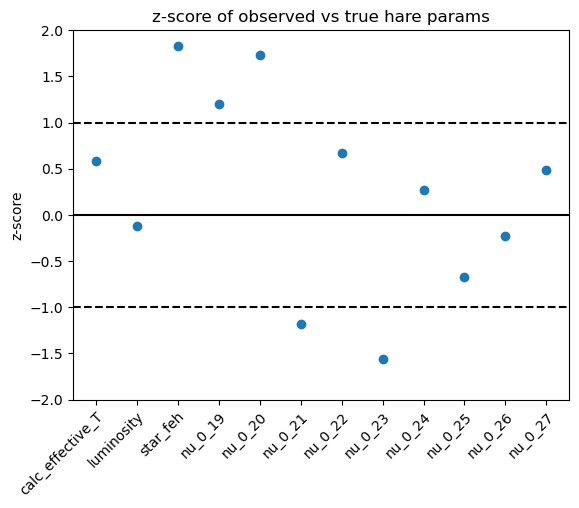 z-score of observed vs true hare params
2.0
1.5
1.0
0.5
0.0
−0.5
−1.0
−1.5
−2.0
z-score
calc_effective_T
luminosity
star_feh
nu_0_19
nu_0_20
nu_0_21
nu_0_22
nu_0_23
nu_0_24
nu_0_25
nu_0_26
nu_0_27